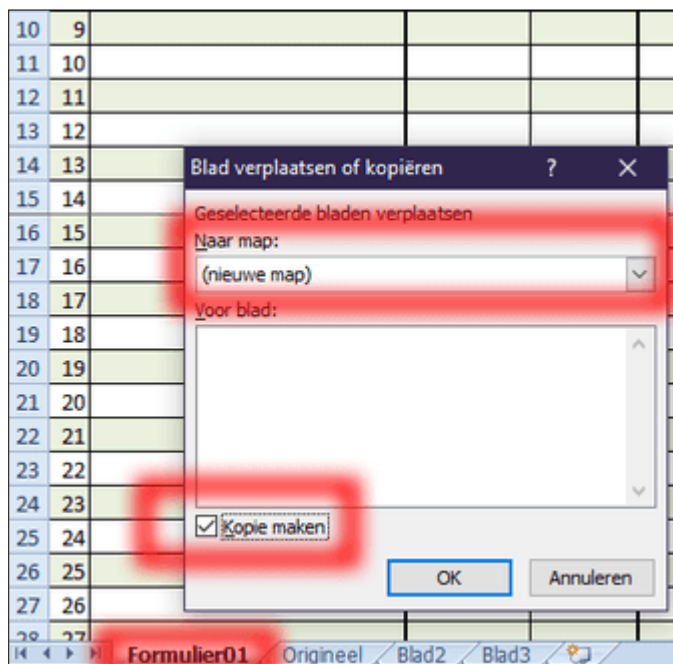 10 9
11 10
12 11
13 12
14 13
15 14
16 15
17 16
18 17
19 18
20 19
21 20
22 21
23 22
24 23
25 24
26 25
27 26
28 27
Blad verplaatsen of kopiëren ? ×
Geselecteerde bladen verplaatsen
Naar map:
(nieuwe map)
Voor blad:
Kopie maken
OK Annuleren
Formulier01 Origineel Blad2 Blad3